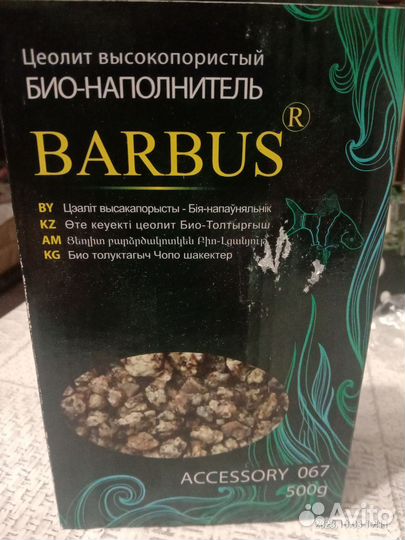 Цеолит высокопористый
БИО-НАПОЛНИТЕЛЬ
BARBUS®
BY Цэаліт высакапорысты - Бія-напаўняльнік
KZ Өте кеуекті цеолит Био-Толтырғыш
AM Ցեոլիտ բարձրծակոտկեն Բիո-Լցանյութ
KG Био толуктагыч Чопо шакектер
ACCESSORY 067
500g
Avito